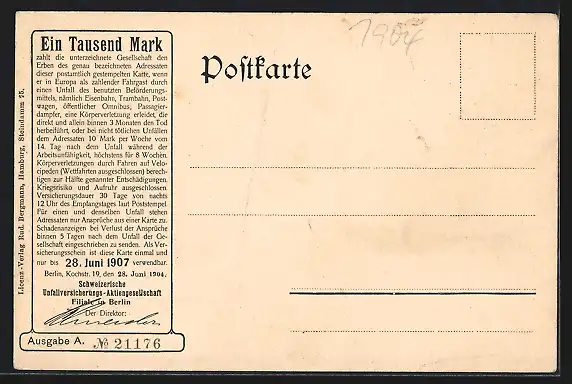 Ein Tausend Mark
zahlt die unterzeichnete Gesellschaft den
Erben des genau bezeichneten Adressaten
dieser postamtlich gestempelten Karte, wenn
er in Europa als zahlender Fahrgast durch
einen Unfall des benutzten Beförderungs-
mittels, nämlich Eisenbahn, Trambahn, Post-
wagen, öffentlicher Omnibus, Passagier-
dampfer, eine Körperverletzung erleidet, die
direkt und allein binnen 3 Monaten den Tod
herbeiführt, oder bei nicht tötlichen Unfällen
dem Adressaten 10 Mark per Woche vom
14. Tag nach dem Unfall während der
Arbeitsunfähigkeit, höchstens für 8 Wochen.
Körperverletzungen durch Fahren auf Velo-
cipeden (Wettfahrten ausgeschlossen) berech-
tigen zur Hälfte genannter Entschädigungen.
Kriegsrisiko und Aufruhr ausgeschlossen.
Versicherungsdauer 30 Tage von nachts
12 Uhr des Empfangstages laut Poststempel.
Für einen und denselben Unfall stehen
Adressaten nur Ansprüche aus einer Karte zu.
Schadenanzeigen bei Verlust der Ansprüche
binnen 5 Tagen nach dem Unfall der Ge-
sellschaft eingeschrieben zu senden. Als Ver-
sicherungsschein ist diese Karte einmal und
nur bis 28. Juni 1907 verwendbar.
Berlin, Kochstr. 19, den 28. Juni 1904.
Schweizerische
Unfallversicherungs-Aktiengesellschaft
Filiale in Berlin
Der Direktor:
Ausgabe A. № 21176
Licenz-Verlag Rud. Bergmann, Hamburg, Steindamm 25.
Postkarte
1904